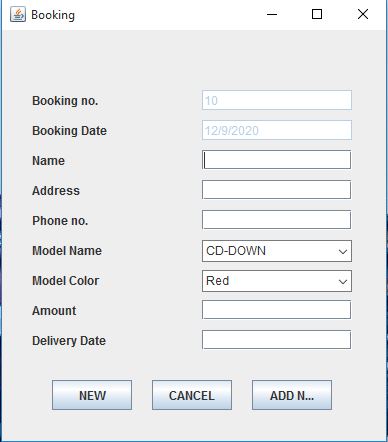 Booking
Booking no. 10
Booking Date 12/9/2020
Name
Address
Phone no.
Model Name CD-DOWN
Model Color Red
Amount
Delivery Date
NEW CANCEL ADD N...